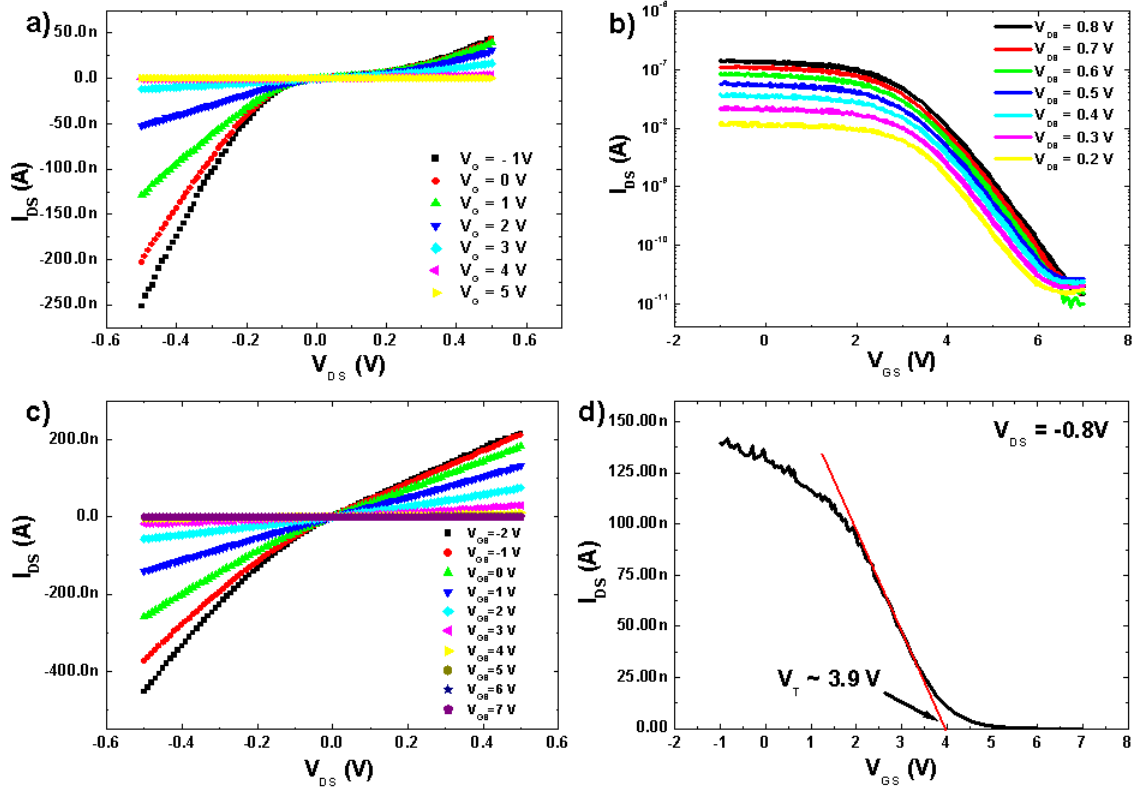 a)
50.0n
0.0
-50.0n
-100.0n
-150.0n
-200.0n
-250.0n
I_DS (A)
V_G = - 1V
V_G = 0 V
V_G = 1 V
V_G = 2 V
V_G = 3 V
V_G = 4 V
V_G = 5 V
-0.6 -0.4 -0.2 0.0 0.2 0.4 0.6
V_DS (V)
b)
10^-6
10^-7
10^-8
10^-9
10^-10
10^-11
I_DS (A)
V_DS = 0.8 V
V_DS = 0.7 V
V_DS = 0.6 V
V_DS = 0.5 V
V_DS = 0.4 V
V_DS = 0.3 V
V_DS = 0.2 V
-2 0 2 4 6 8
V_GS (V)
c)
200.0n
0.0
-200.0n
-400.0n
I_DS (A)
V_GS=-2 V
V_GS=-1 V
V_GS=0 V
V_GS=1 V
V_GS=2 V
V_GS=3 V
V_GS=4 V
V_GS=5 V
V_GS=6 V
V_GS=7 V
-0.6 -0.4 -0.2 0.0 0.2 0.4 0.6
V_DS (V)
d)
150.00n
125.00n
100.00n
75.00n
50.00n
25.00n
0.00
I_DS (A)
V_DS = -0.8V
V_T ~ 3.9 V
-2 -1 0 1 2 3 4 5 6 7 8
V_GS (V)